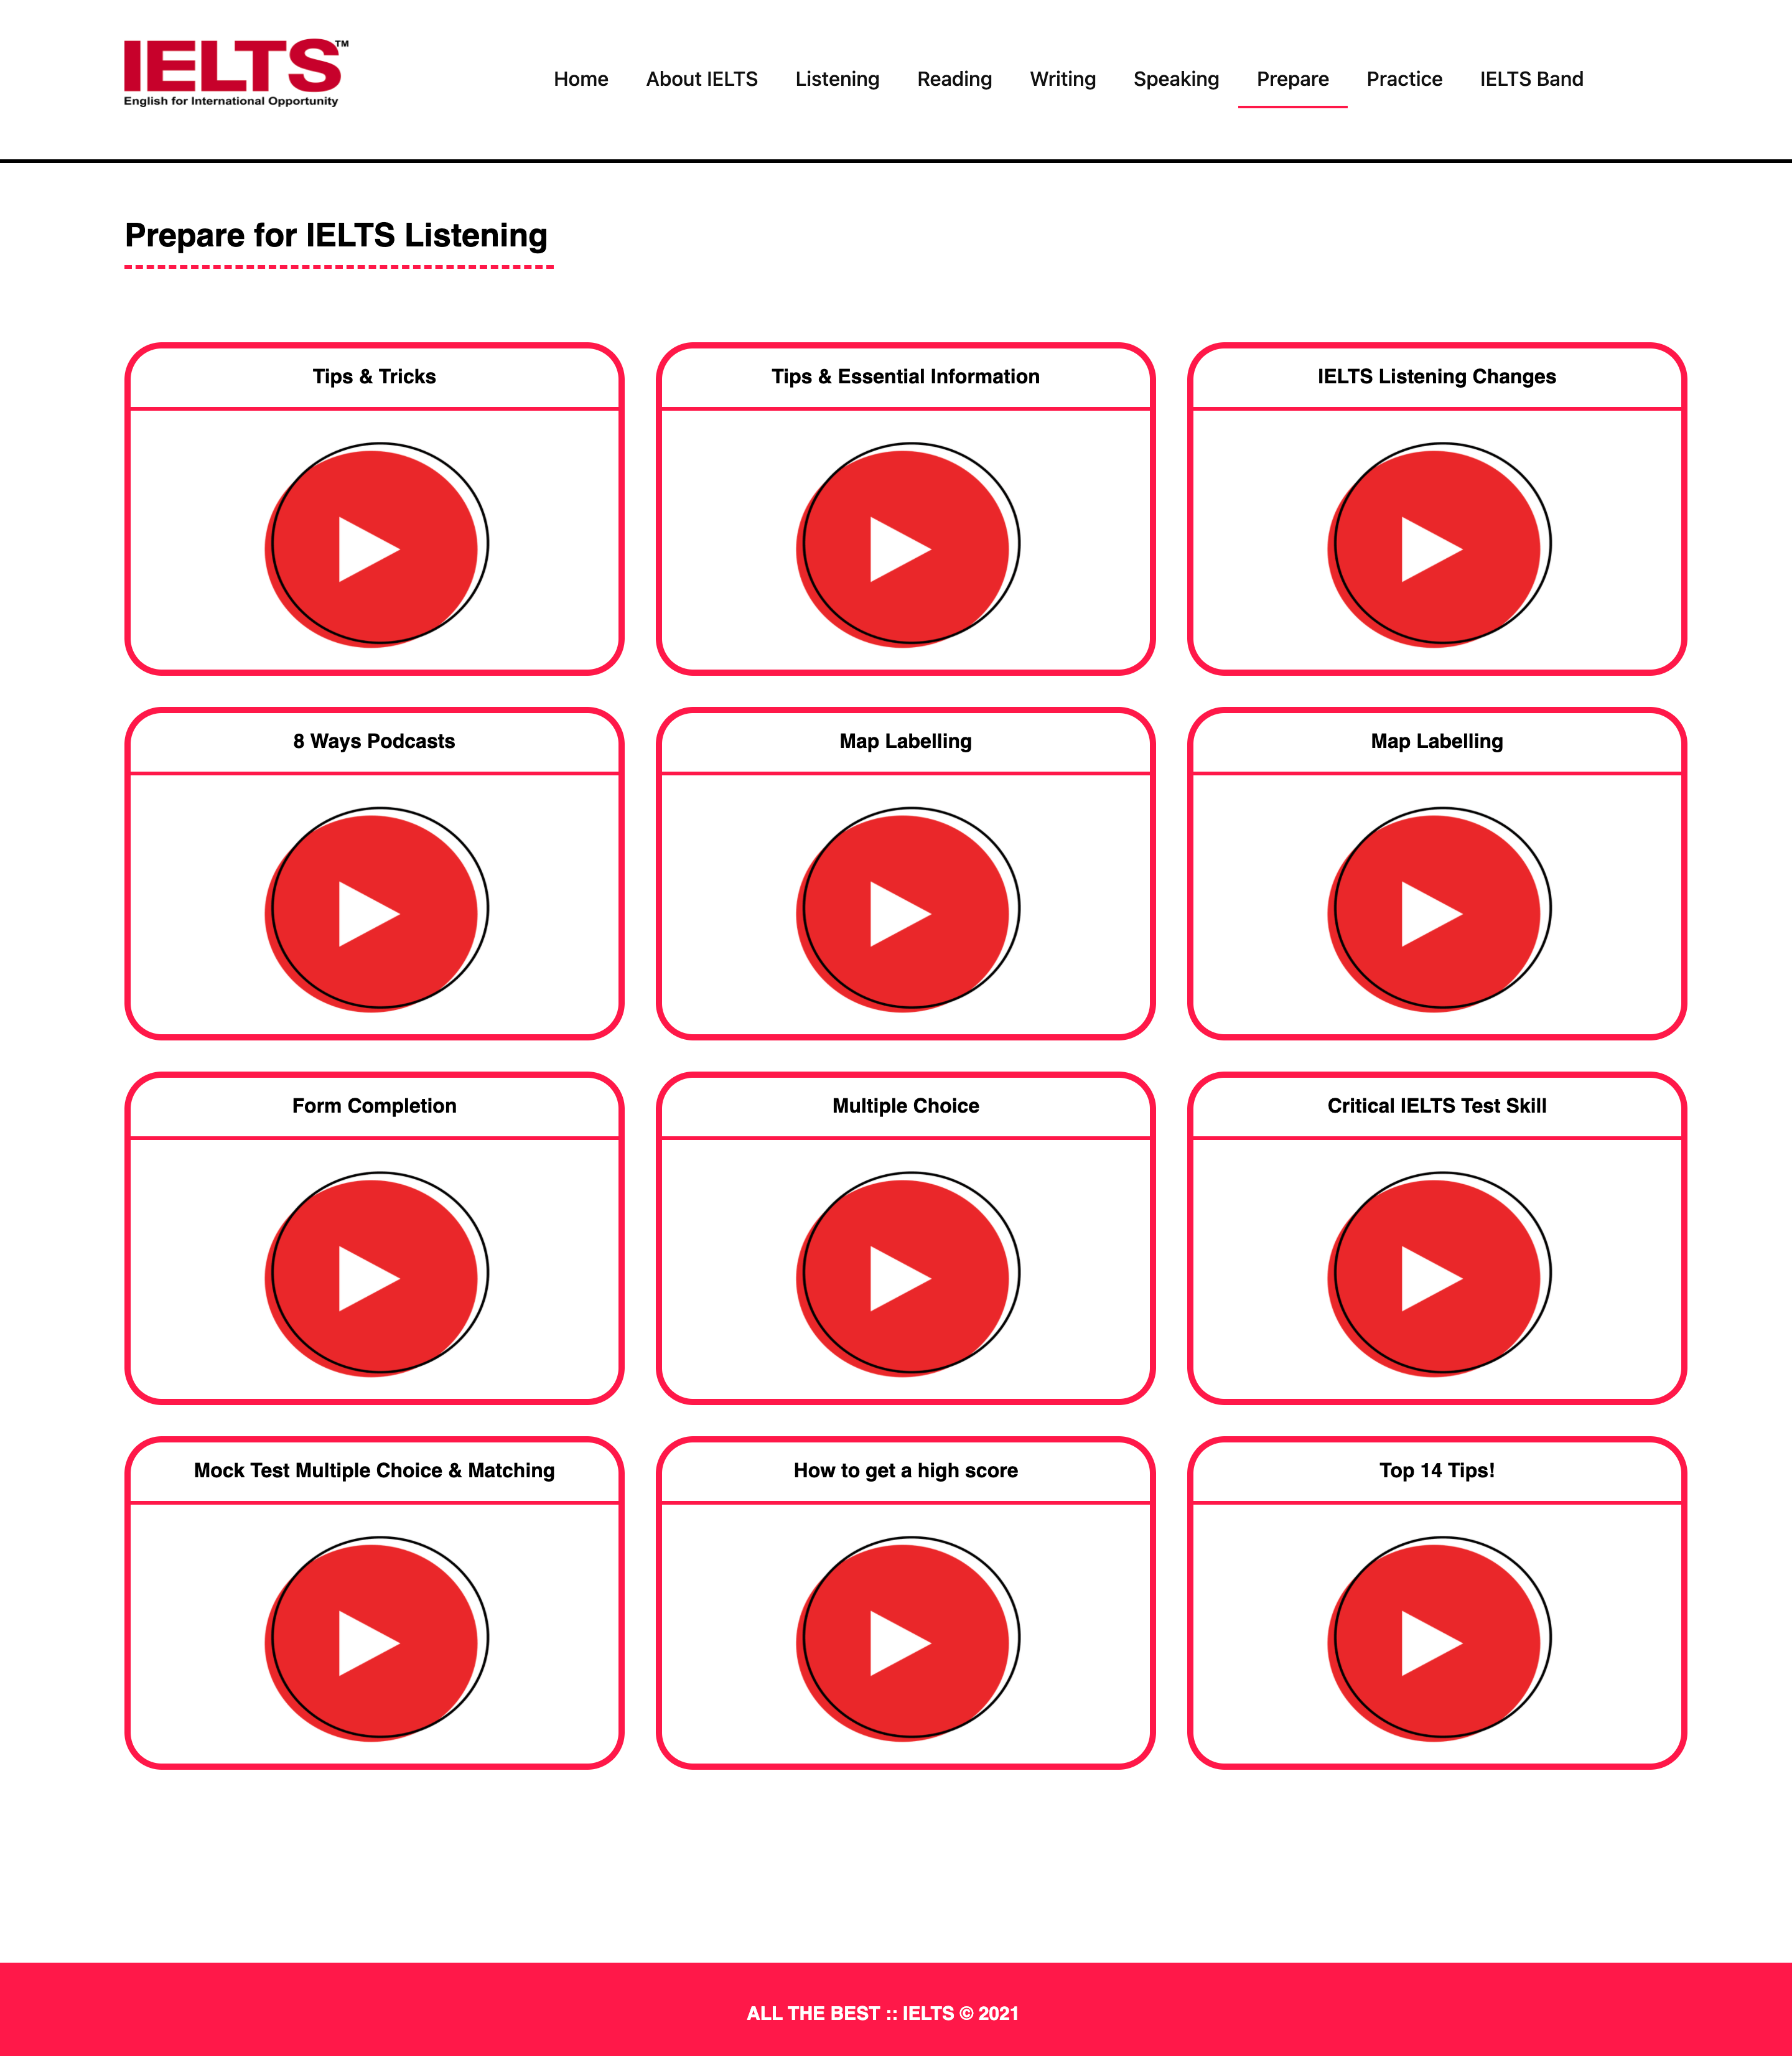 IELTS™
English for International Opportunity
Home About IELTS Listening Reading Writing Speaking Prepare Practice IELTS Band
Prepare for IELTS Listening
Tips & Tricks
Tips & Essential Information
IELTS Listening Changes
8 Ways Podcasts
Map Labelling
Map Labelling
Form Completion
Multiple Choice
Critical IELTS Test Skill
Mock Test Multiple Choice & Matching
How to get a high score
Top 14 Tips!
ALL THE BEST :: IELTS © 2021